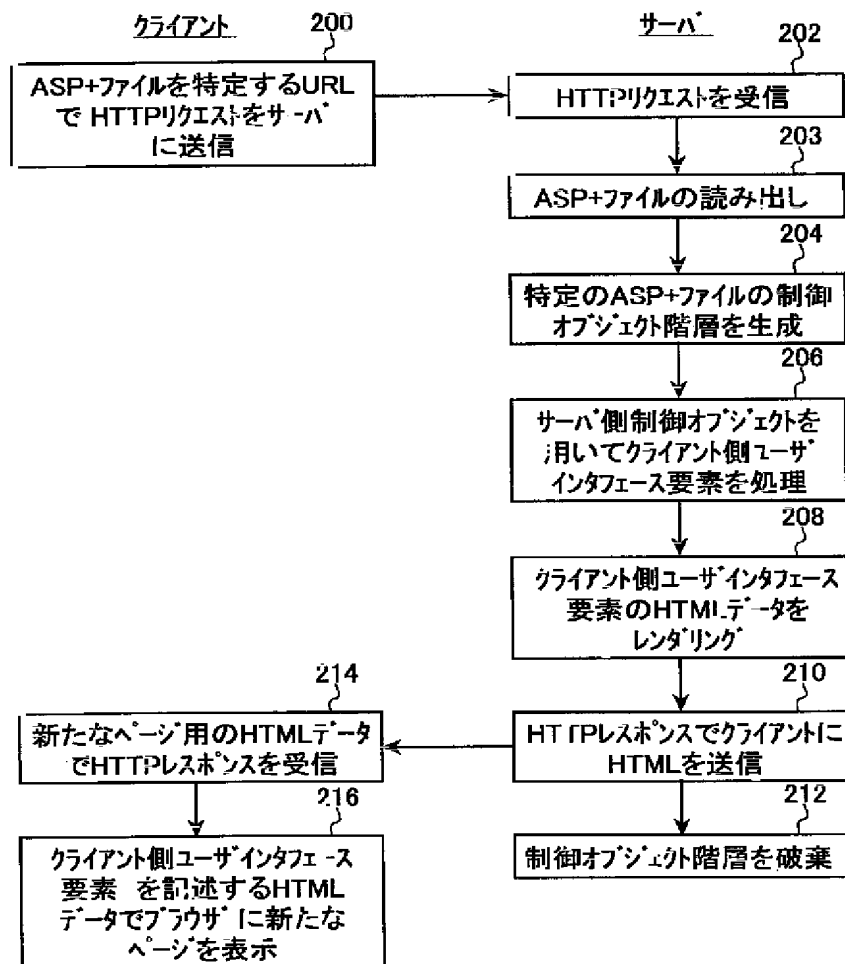 クライアント
200
ASP+ファイルを特定するURL
で HTTPリクエストをサーバ
に送信
サーバ
202
HTTPリクエストを受信
203
ASP+ファイルの読み出し
204
特定のASP+ファイルの制御
オブジェクト階層を生成
206
サーバ側制御オブジェクトを
用いてクライアント側ユーザ
インタフェース要素を処理
208
クライアント側ユーザインタフェース
要素のHTMLデータを
レンダリング
210
HTTPレスポンスでクライアントに
HTMLを送信
212
制御オブジェクト階層を破棄
214
新たなページ用のHTMLデータ
でHTTPレスポンスを受信
216
クライアント側ユーザインタフェース
要素 を記述するHTML
データでブラウザに新たな
ページを表示